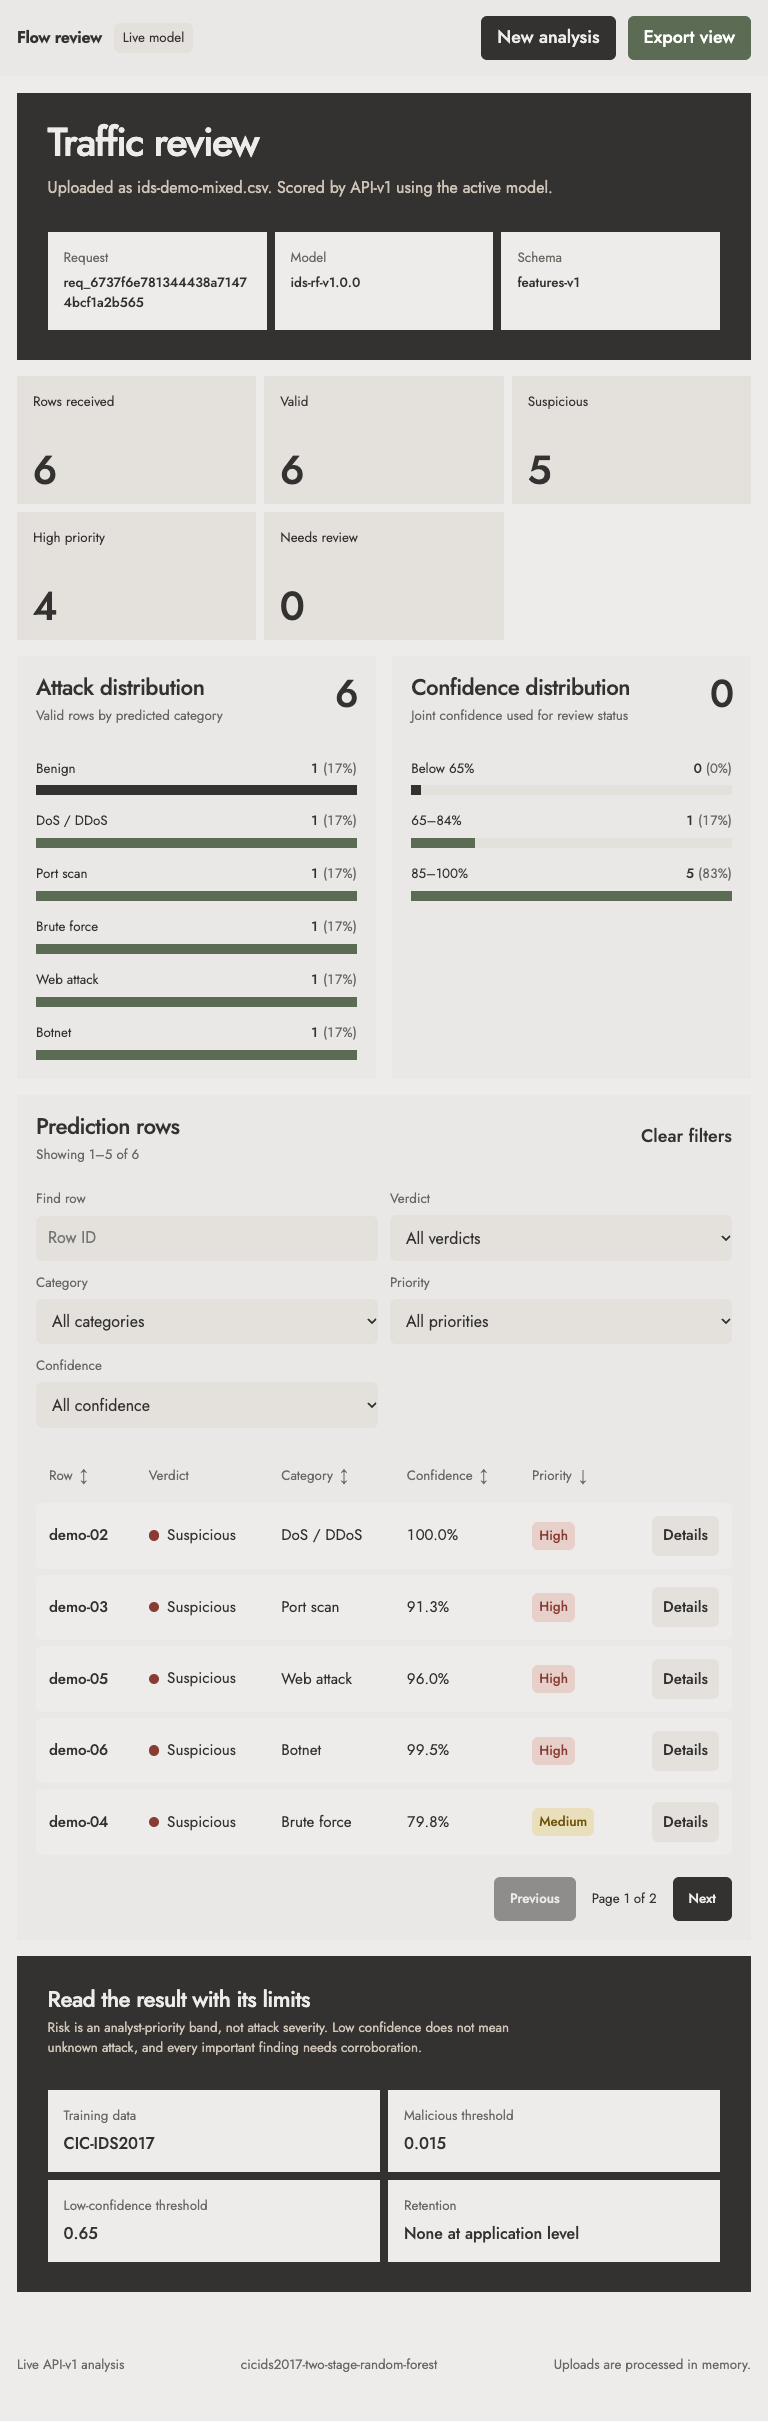 Flow review
Live model
New analysis
Export view
Traffic review
Uploaded as ids-demo-mixed.csv. Scored by API-v1 using the active model.
Request
req_6737f6e781344438a7147
4bcf1a2b565
Model
ids-rf-v1.0.0
Schema
features-v1
Rows received
6
Valid
6
Suspicious
5
High priority
4
Needs review
0
Attack distribution
6
Valid rows by predicted category
Benign 1 (17%)
DoS / DDoS 1 (17%)
Port scan 1 (17%)
Brute force 1 (17%)
Web attack 1 (17%)
Botnet 1 (17%)
Confidence distribution
0
Joint confidence used for review status
Below 65% 0 (0%)
65–84% 1 (17%)
85–100% 5 (83%)
Prediction rows
Showing 1–5 of 6
Clear filters
Find row
Row ID
Verdict
All verdicts
Category
All categories
Priority
All priorities
Confidence
All confidence
Row ↕ Verdict Category ↕ Confidence ↕ Priority ↓
demo-02 Suspicious DoS / DDoS 100.0% High Details
demo-03 Suspicious Port scan 91.3% High Details
demo-05 Suspicious Web attack 96.0% High Details
demo-06 Suspicious Botnet 99.5% High Details
demo-04 Suspicious Brute force 79.8% Medium Details
Previous Page 1 of 2 Next
Read the result with its limits
Risk is an analyst-priority band, not attack severity. Low confidence does not mean
unknown attack, and every important finding needs corroboration.
Training data
CIC-IDS2017
Malicious threshold
0.015
Low-confidence threshold
0.65
Retention
None at application level
Live API-v1 analysis
cicids2017-two-stage-random-forest
Uploads are processed in memory.